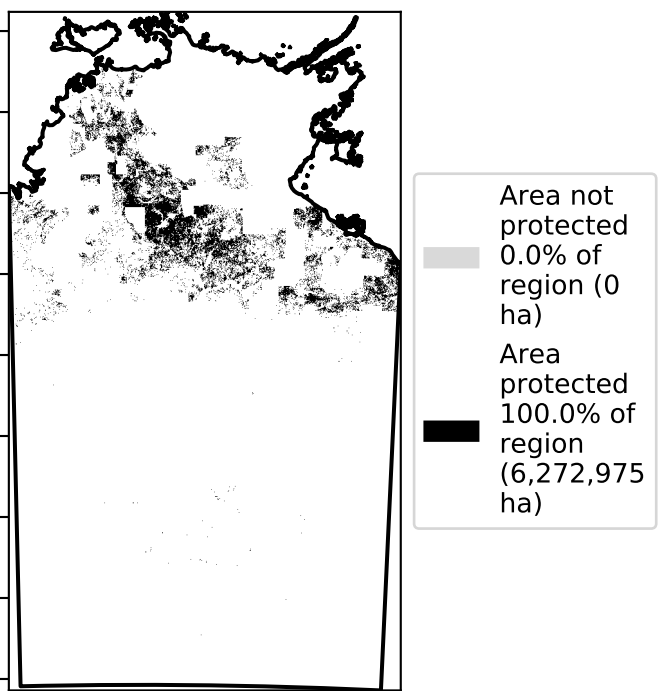 Area not
protected
0.0% of
region (0
ha)
Area
protected
100.0% of
region
(6,272,975
ha)